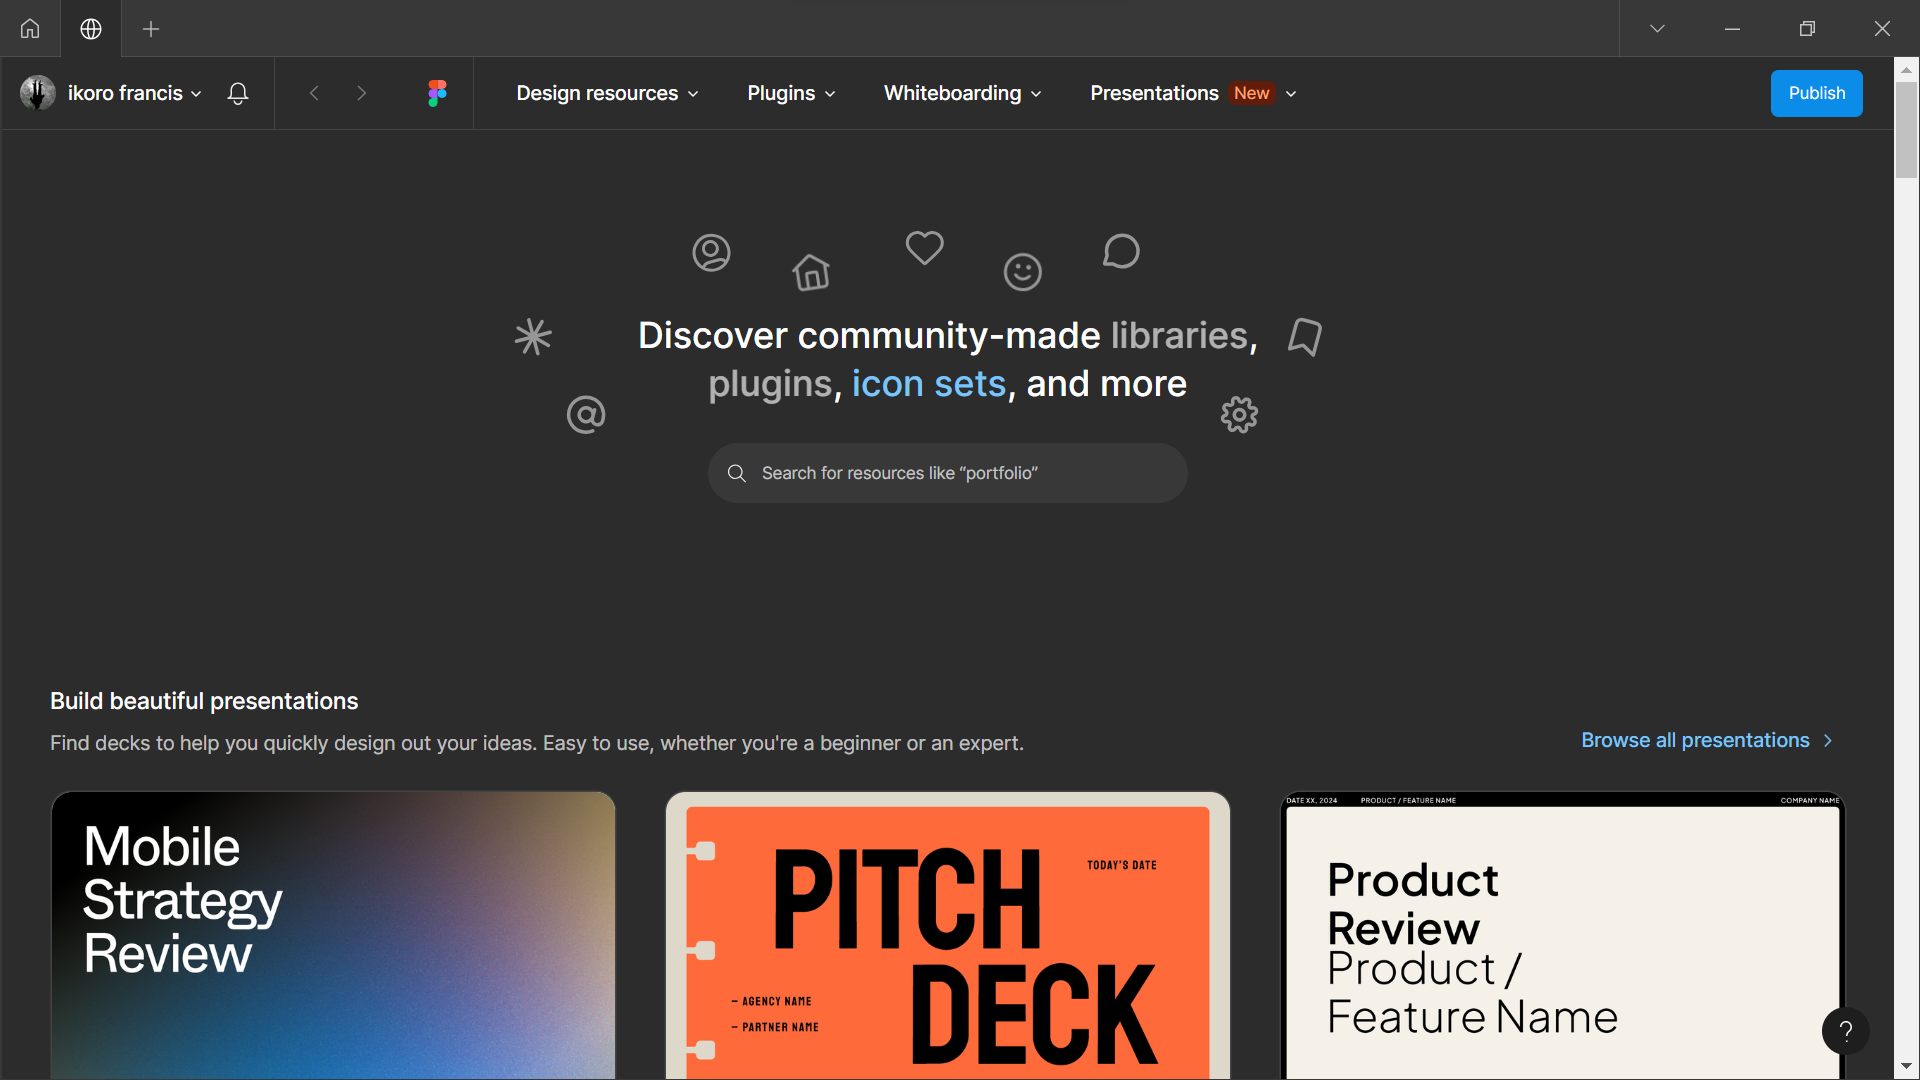 ikoro francis
Design resources
Plugins
Whiteboarding
Presentations New
Publish
Discover community-made libraries,
plugins, icon sets, and more
Search for resources like “portfolio”
Build beautiful presentations
Find decks to help you quickly design out your ideas. Easy to use, whether you're a beginner or an expert.
Browse all presentations
Mobile
Strategy
Review
PITCH
DECK
TODAY'S DATE
– AGENCY NAME
– PARTNER NAME
DATE XX, 2024 PRODUCT / FEATURE NAME COMPANY NAME
Product
Review
Product /
Feature Name
?